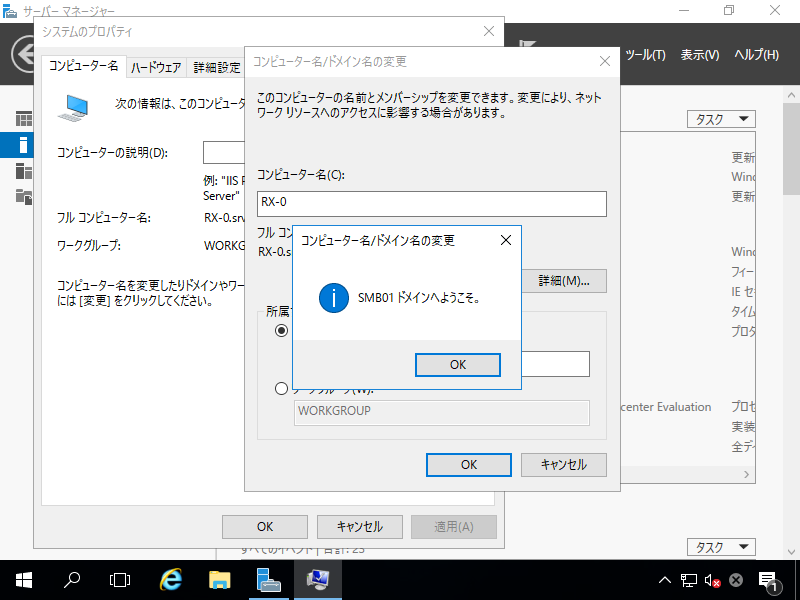 サーバー マネージャー
システムのプロパティ
コンピューター名
ハードウェア
詳細設定
次の情報は、このコンピュータ
コンピューターの説明(D):
例: "IIS
Server"
フル コンピューター名:
RX-0.srv
ワークグループ:
WORKG
コンピューター名を変更したりドメインやワー
には [変更] をクリックしてください。
OK
キャンセル
適用(A)
コンピューター名/ドメイン名の変更
このコンピューターの名前とメンバーシップを変更できます。変更により、ネット
ワーク リソースへのアクセスに影響する場合があります。
コンピューター名(C):
RX-0
フル コン
RX-0.s
詳細(M)...
所属
WORKGROUP
OK
キャンセル
コンピューター名/ドメイン名の変更
SMB01 ドメインへようこそ。
OK
ツール(T)
表示(V)
ヘルプ(H)
タスク
更新
Wind
更新
Wind
フィー
IE セ
タイム
プロダ
center Evaluation
プロセ
実装
全デ
すべてのイベント | 合計: 23
タスク
1